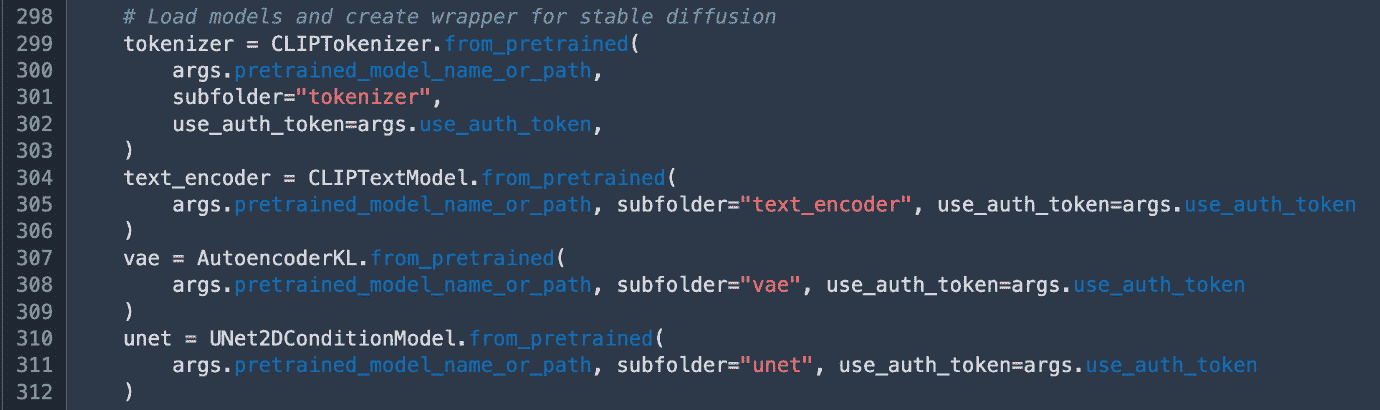 298 # Load models and create wrapper for stable diffusion
299 tokenizer = CLIPTokenizer.from_pretrained(
300 args.pretrained_model_name_or_path,
301 subfolder="tokenizer",
302 use_auth_token=args.use_auth_token,
303 )
304 text_encoder = CLIPTextModel.from_pretrained(
305 args.pretrained_model_name_or_path, subfolder="text_encoder", use_auth_token=args.use_auth_token
306 )
307 vae = AutoencoderKL.from_pretrained(
308 args.pretrained_model_name_or_path, subfolder="vae", use_auth_token=args.use_auth_token
309 )
310 unet = UNet2DConditionModel.from_pretrained(
311 args.pretrained_model_name_or_path, subfolder="unet", use_auth_token=args.use_auth_token
312 )